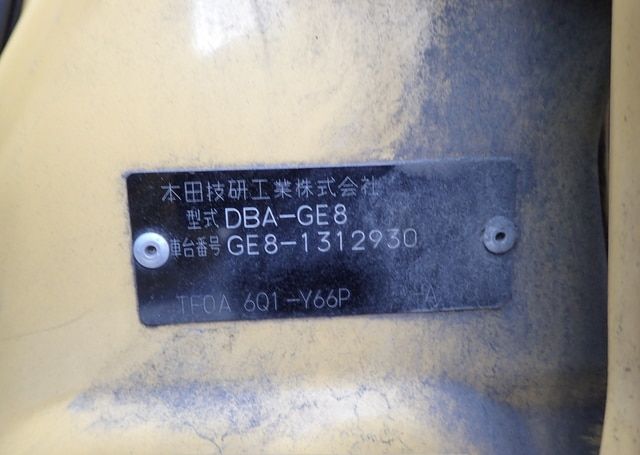 本田技研工業株式会社
型式 DBA-GE8
車台番号 GE8-1312930
TF0A 6Q1-Y66P -A